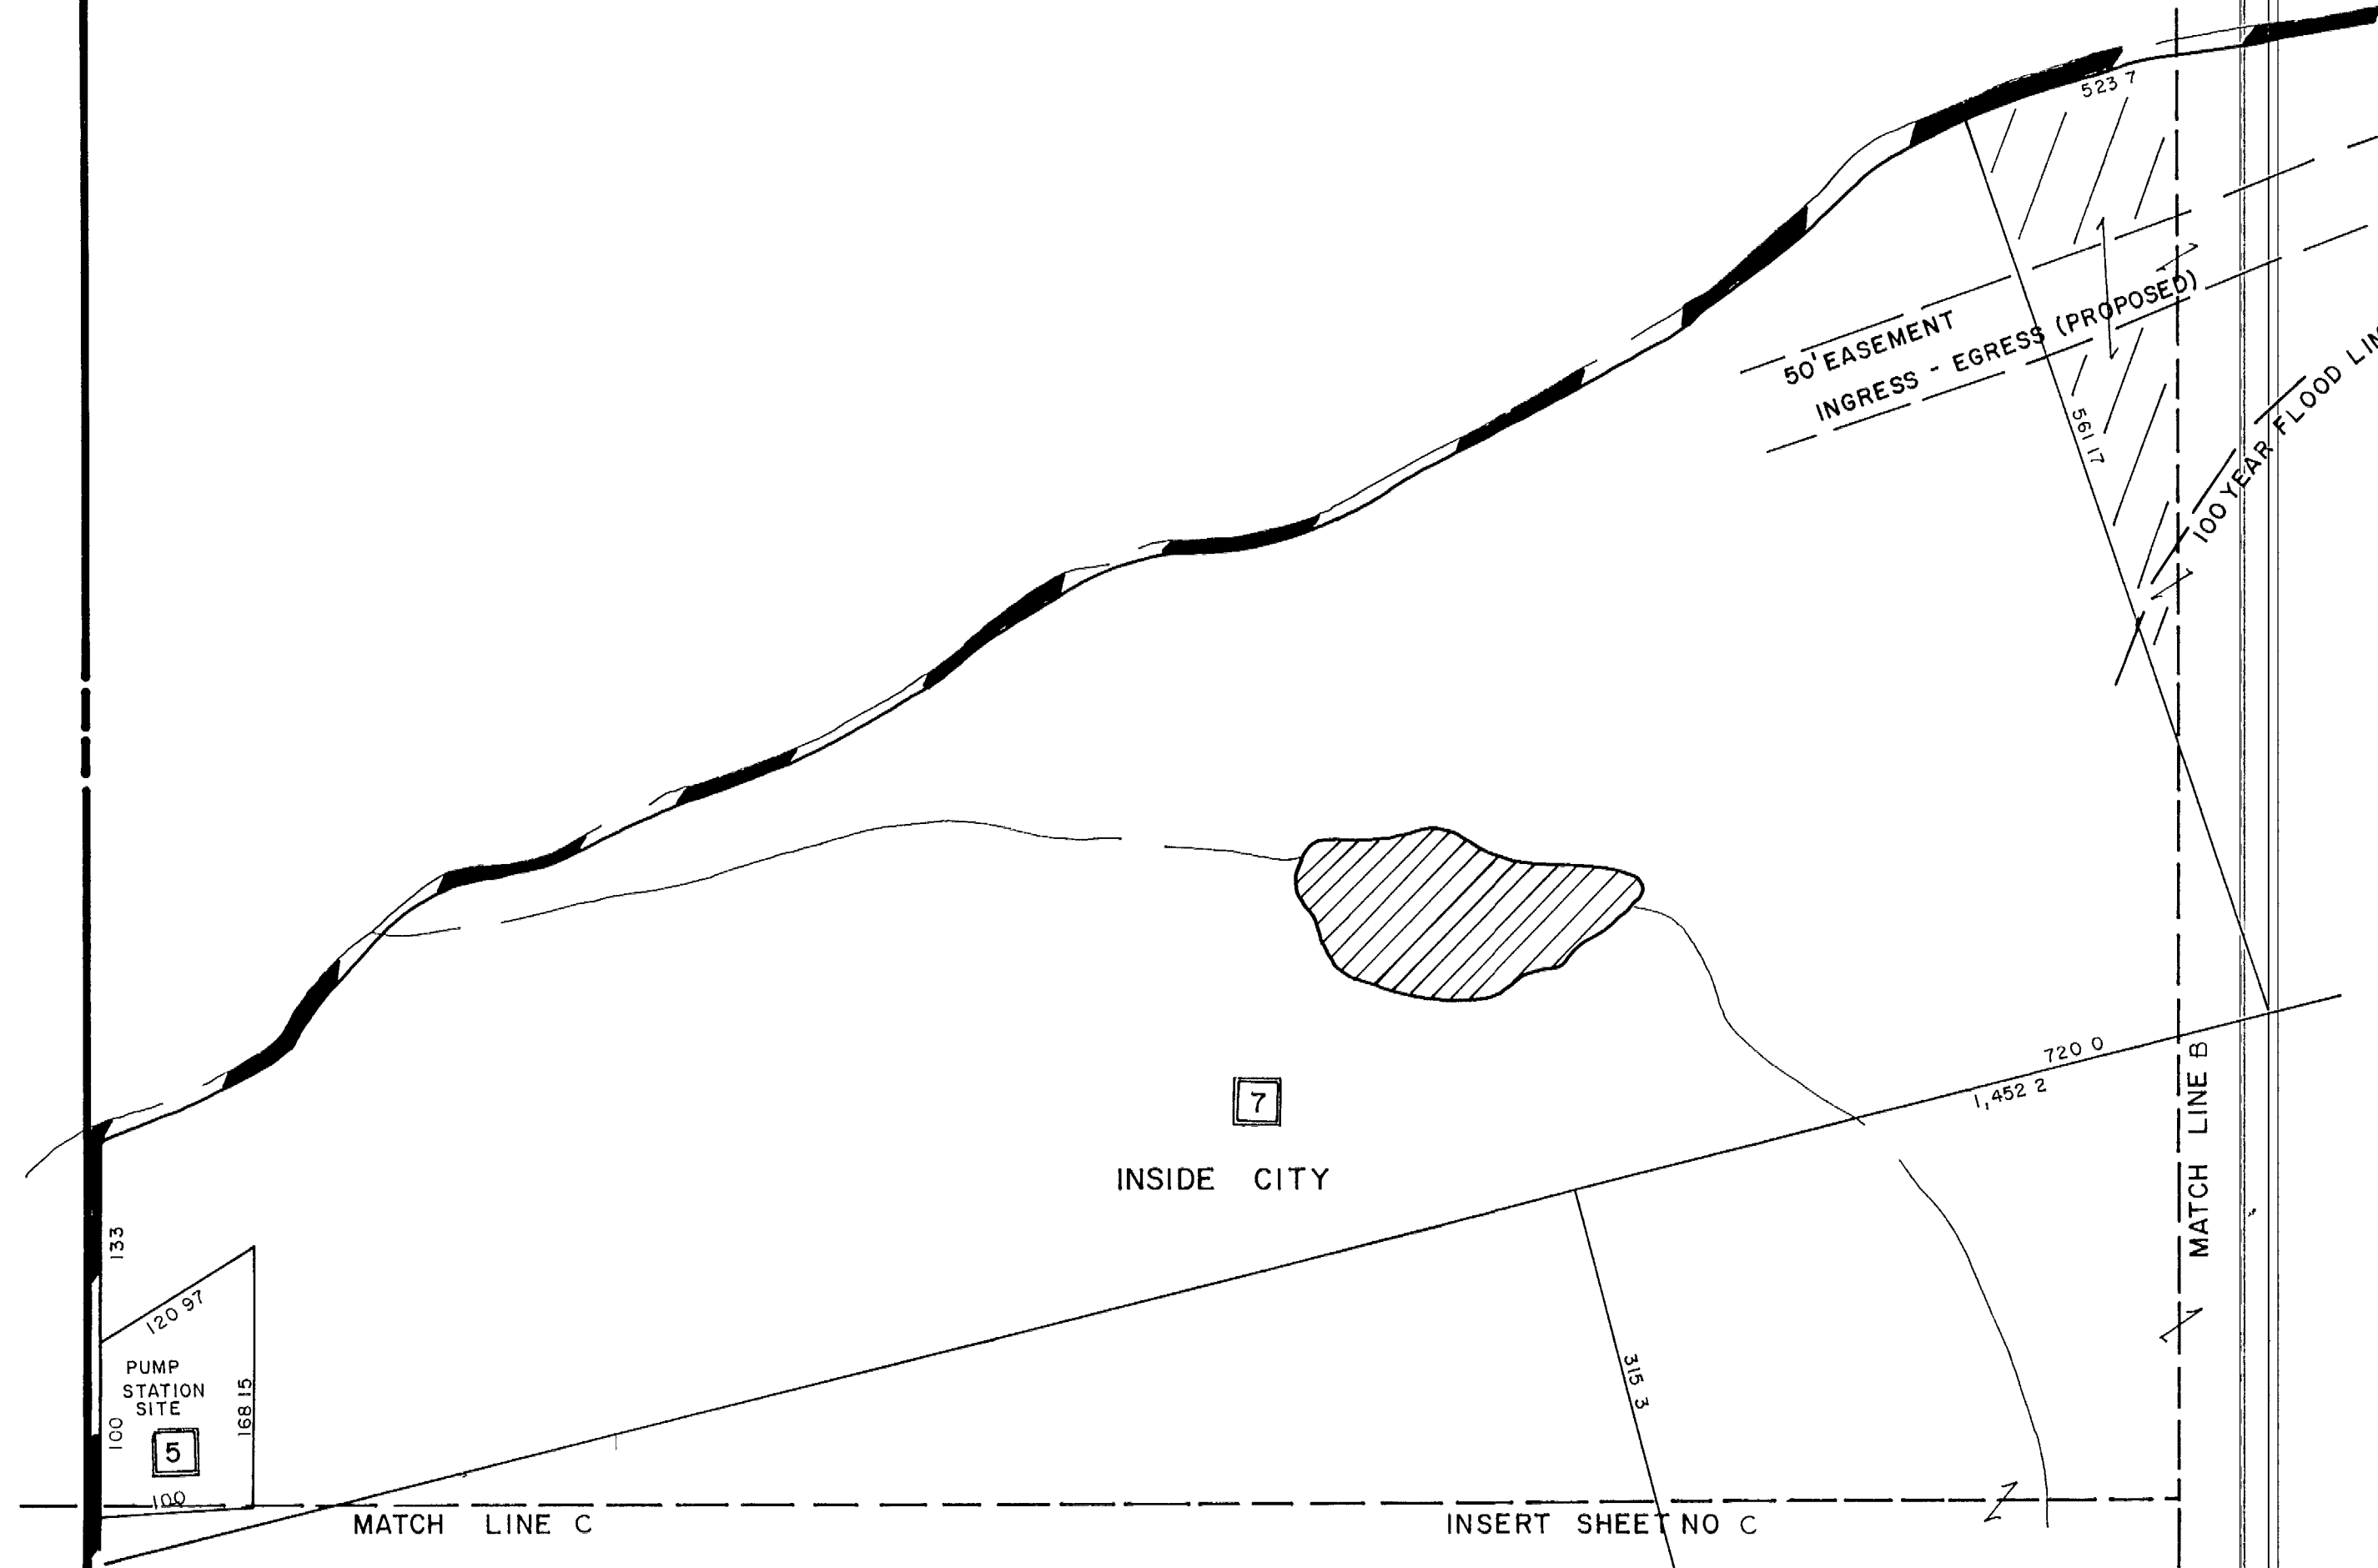 523 7
50' EASEMENT
INGRESS - EGRESS (PROPOSED)
561 17
100 YEAR FLOOD
720 0
1,452 2
MATCH LINE B
7
INSIDE CITY
133
120 97
PUMP
STATION
SITE
100
168 15
5
100
315 3
MATCH LINE C
INSERT SHEET NO C